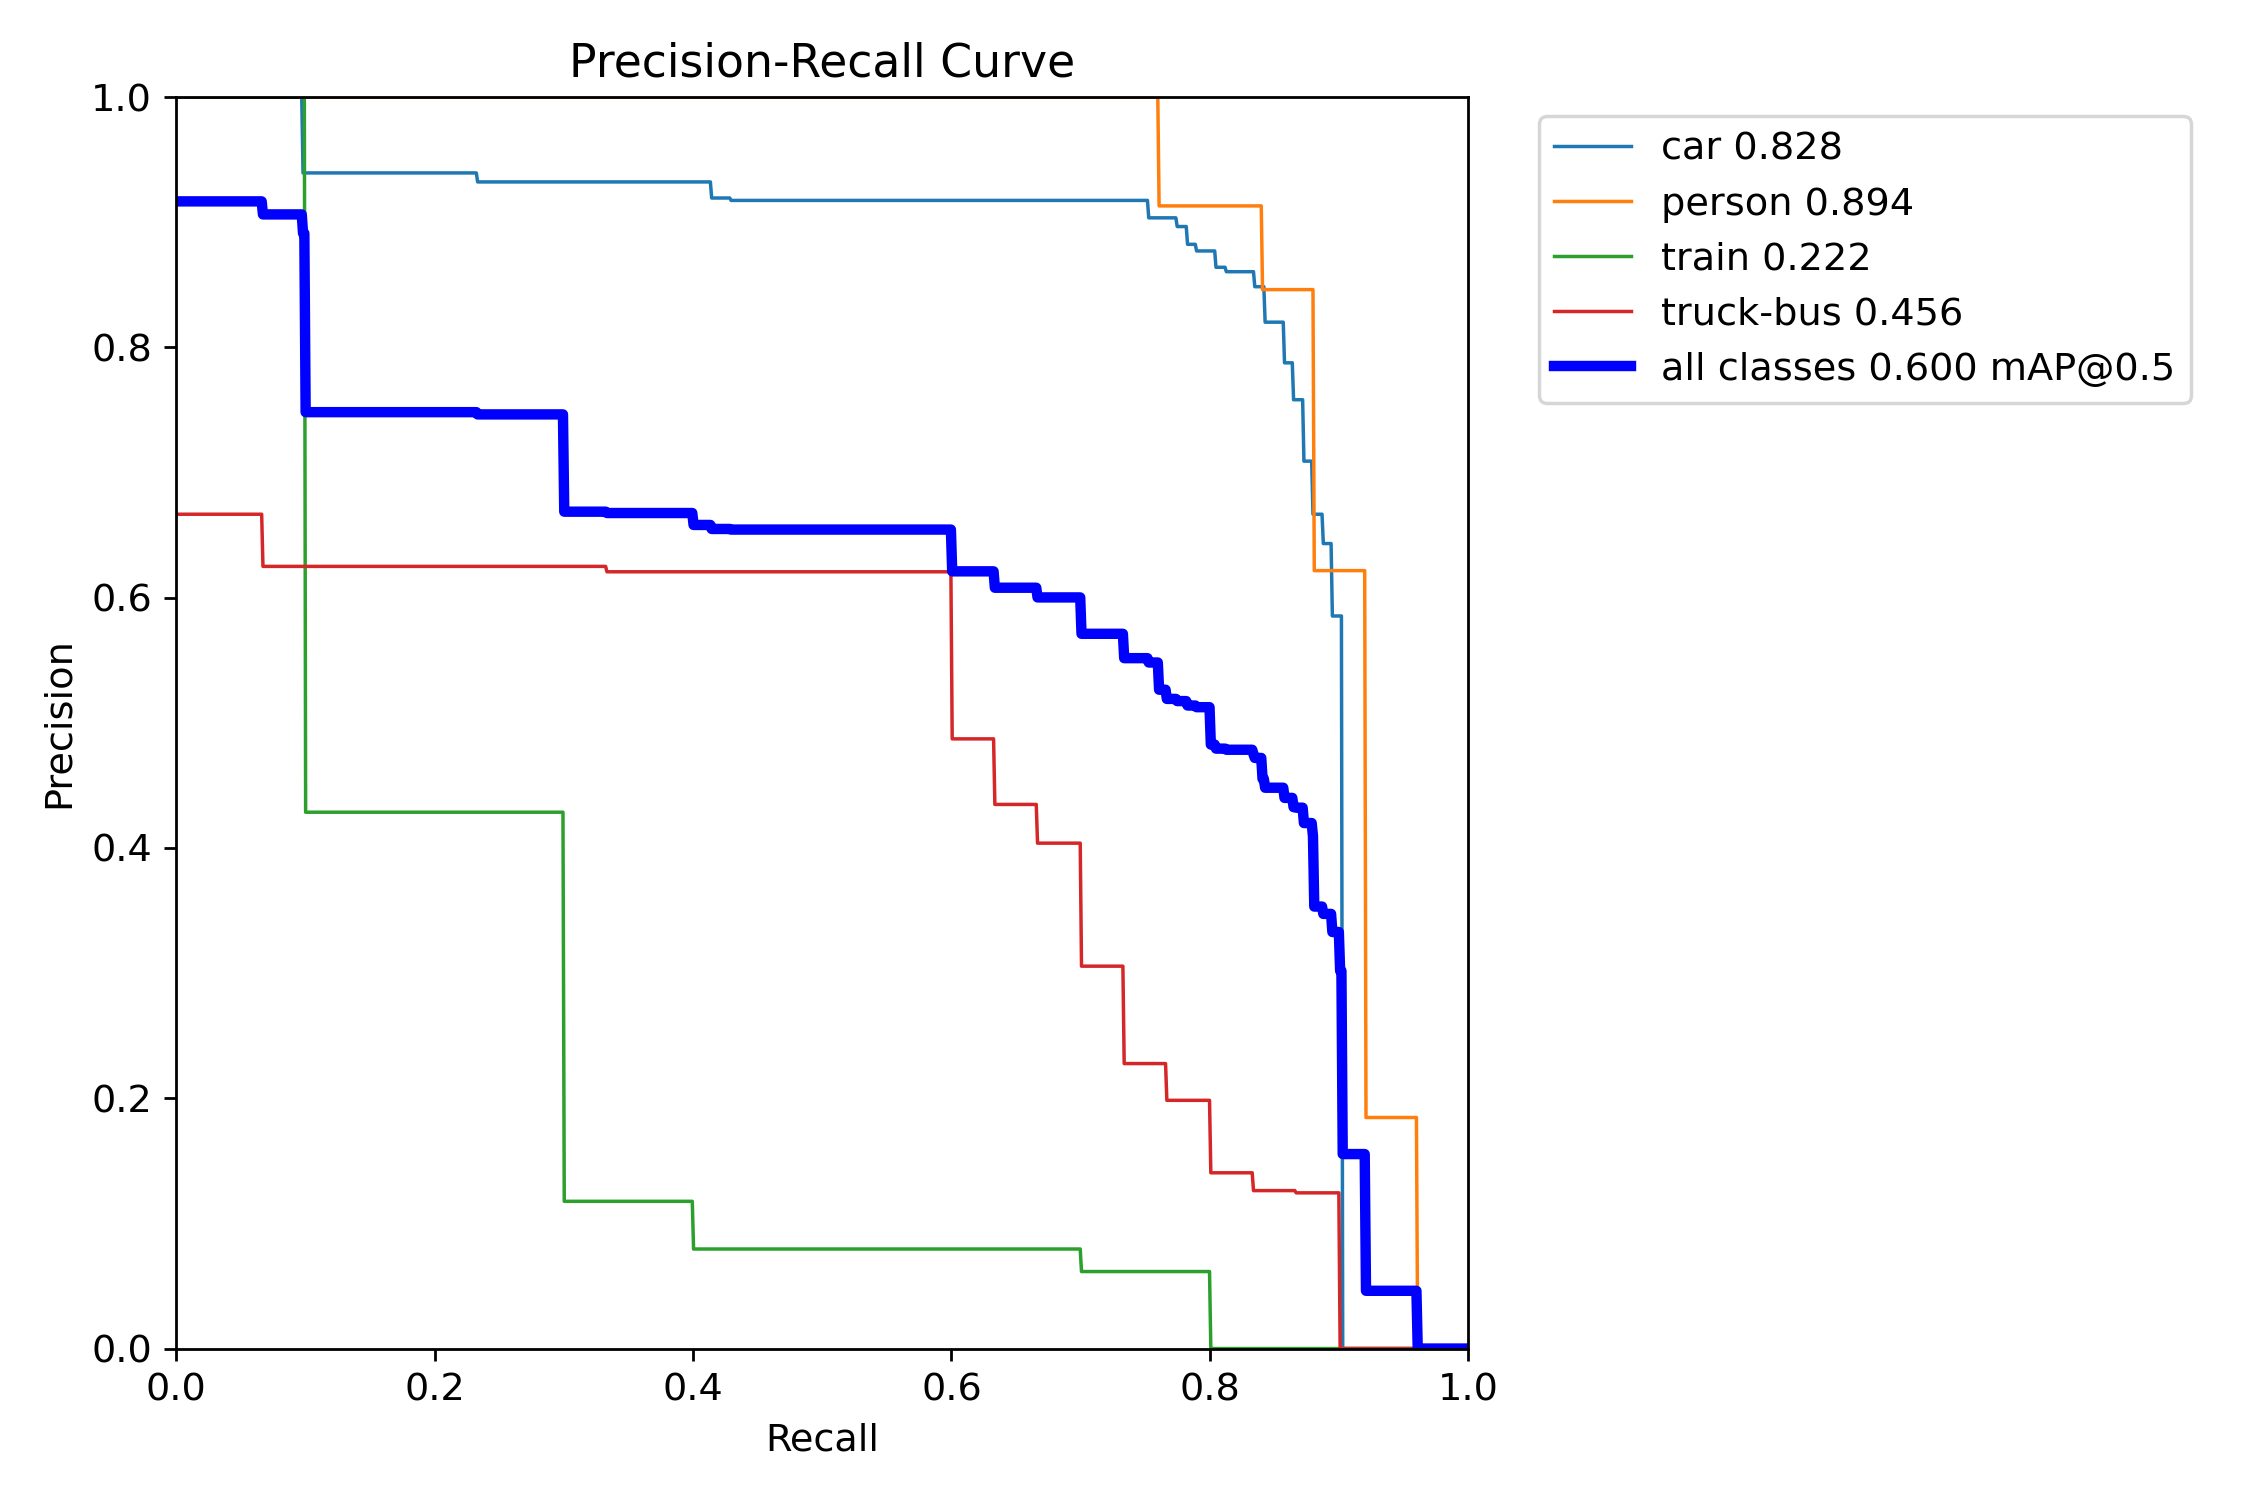 Precision-Recall Curve
1.0
0.8
0.6
0.4
0.2
0.0
Precision
0.0 0.2 0.4 0.6 0.8 1.0
Recall
car 0.828
person 0.894
train 0.222
truck-bus 0.456
all classes 0.600 mAP@0.5